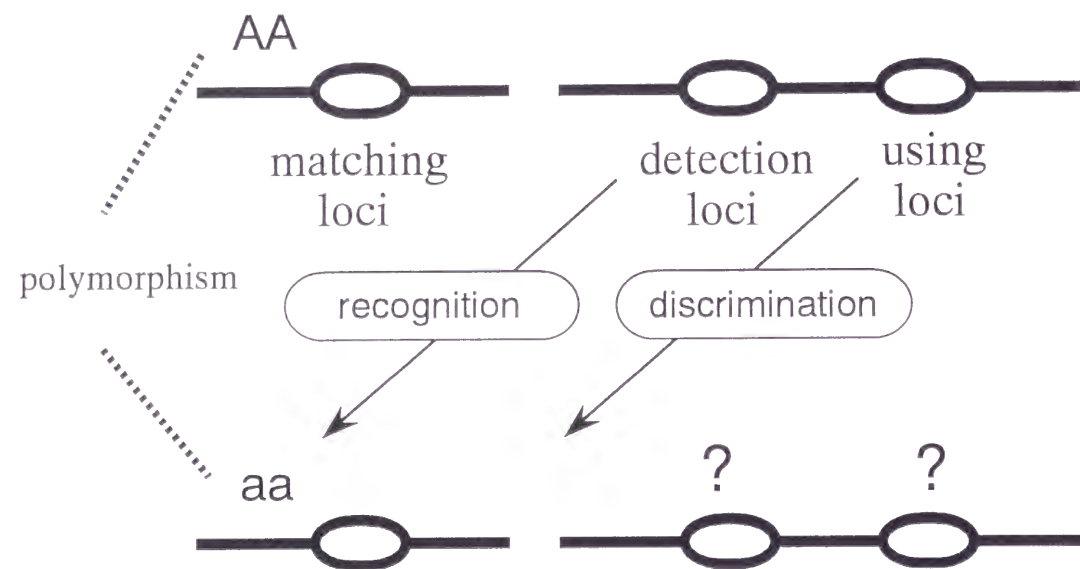 AA
matching
loci
detection
loci
using
loci
polymorphism
recognition
discrimination
aa
?
?